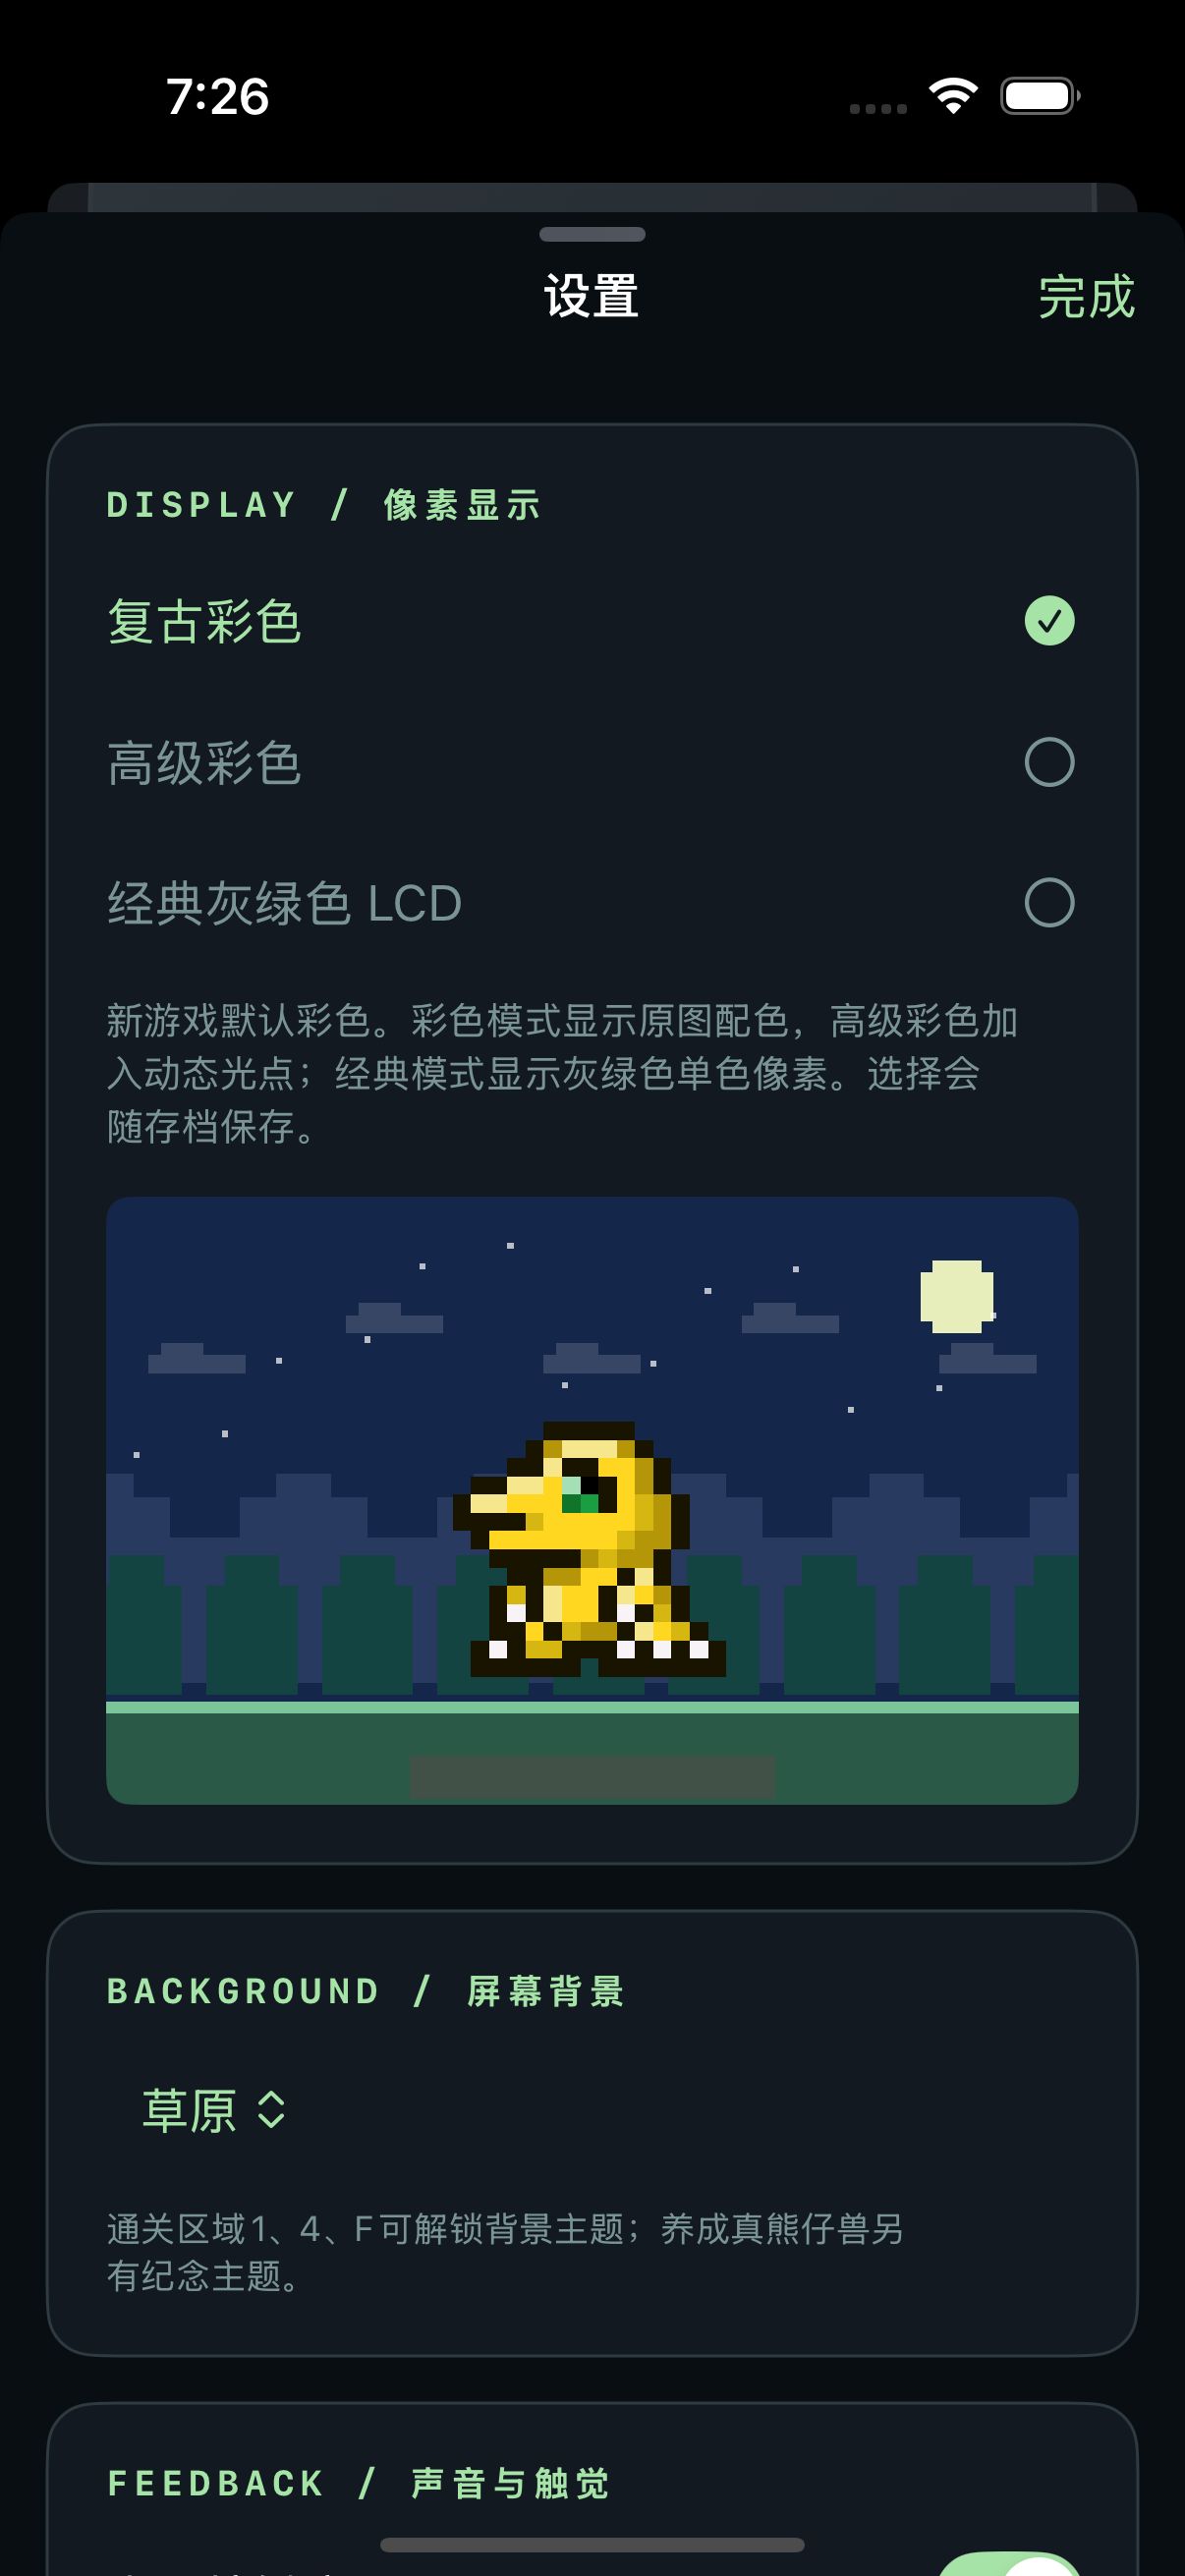 7:26
设置
完成
DISPLAY / 像素显示
复古彩色
高级彩色
经典灰绿色 LCD
新游戏默认彩色。彩色模式显示原图配色，高级彩色加
入动态光点；经典模式显示灰绿色单色像素。选择会
随存档保存。
BACKGROUND / 屏幕背景
草原
通关区域 1、4、F 可解锁背景主题；养成真熊仔兽另
有纪念主题。
FEEDBACK / 声音与触觉